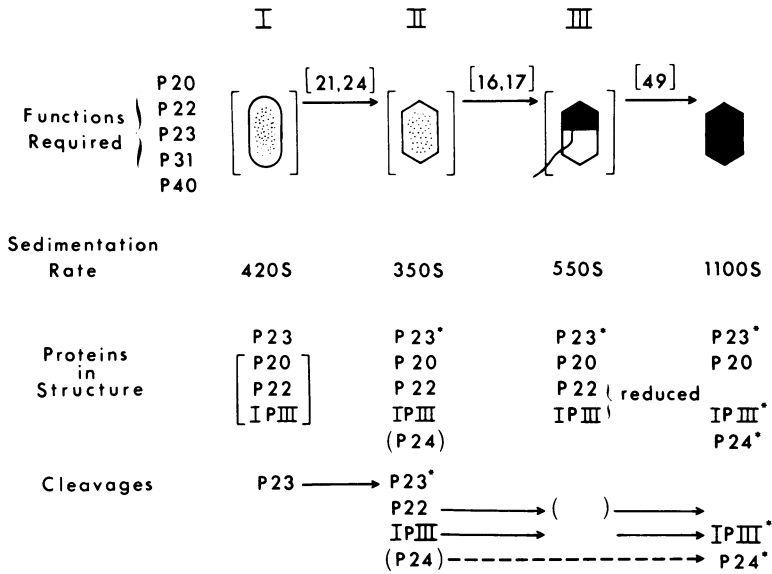 I II III
P20 [21,24] [16,17] [49]
Functions P22
Required P23
P31
P40
Sedimentation
Rate 420S 350S 550S 1100S
P23 P23* P23* P23*
Proteins P20 P20 P20 P20
in P22 P22 P22 reduced
Structure IPIII IPIII IPIII IPIII*
(P24) P24*
Cleavages P23 P23*
P22 ( )
IPIII IPIII*
(P24) P24*